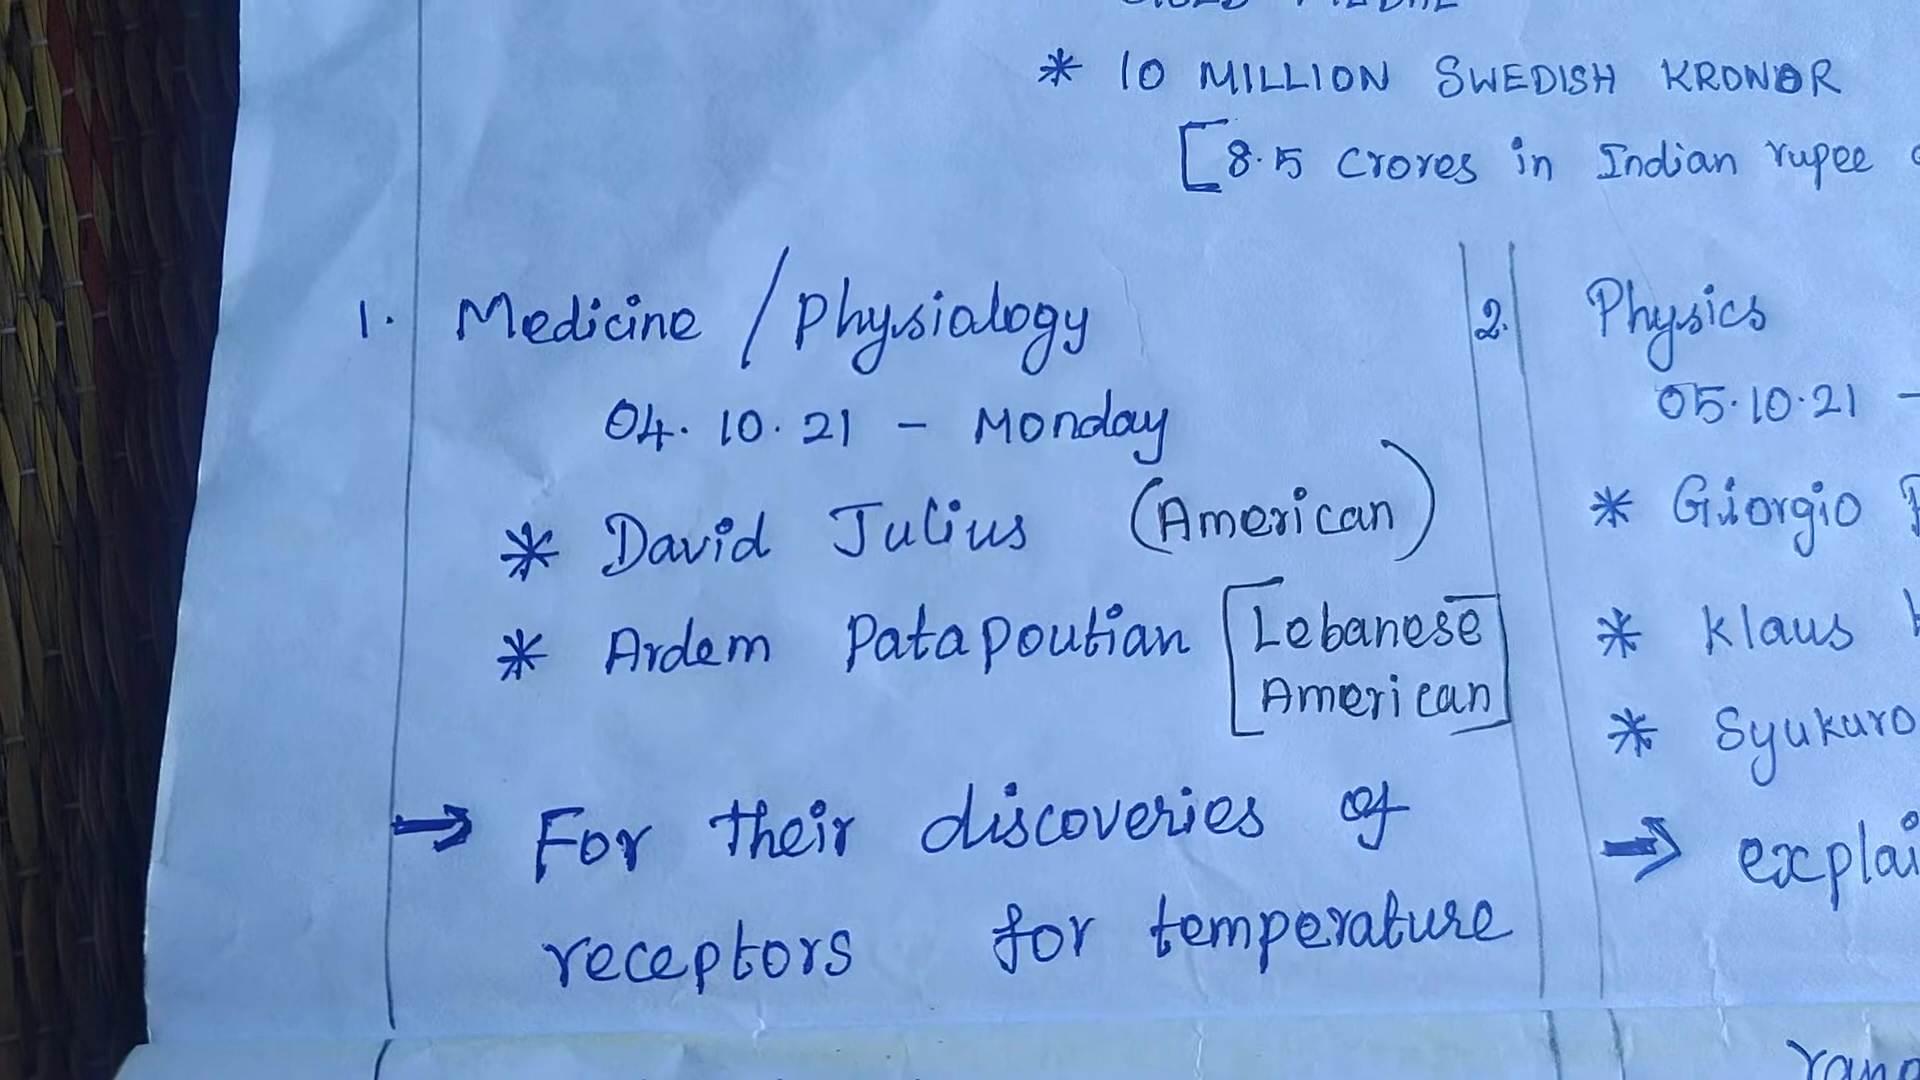 * 10 MILLION SWEDISH KRONOR
[8.5 Crores in Indian rupee
1. Medicine / Physialogy
04.10.21 - Monday
* David Julius (American)
* Ardem Patapoutian [Lebanese
American]
→ For their discoveries of
receptors for temperature
2. Physics
05.10.21 -
* Giorgio
* Klaus
* Syukuro
→ explai